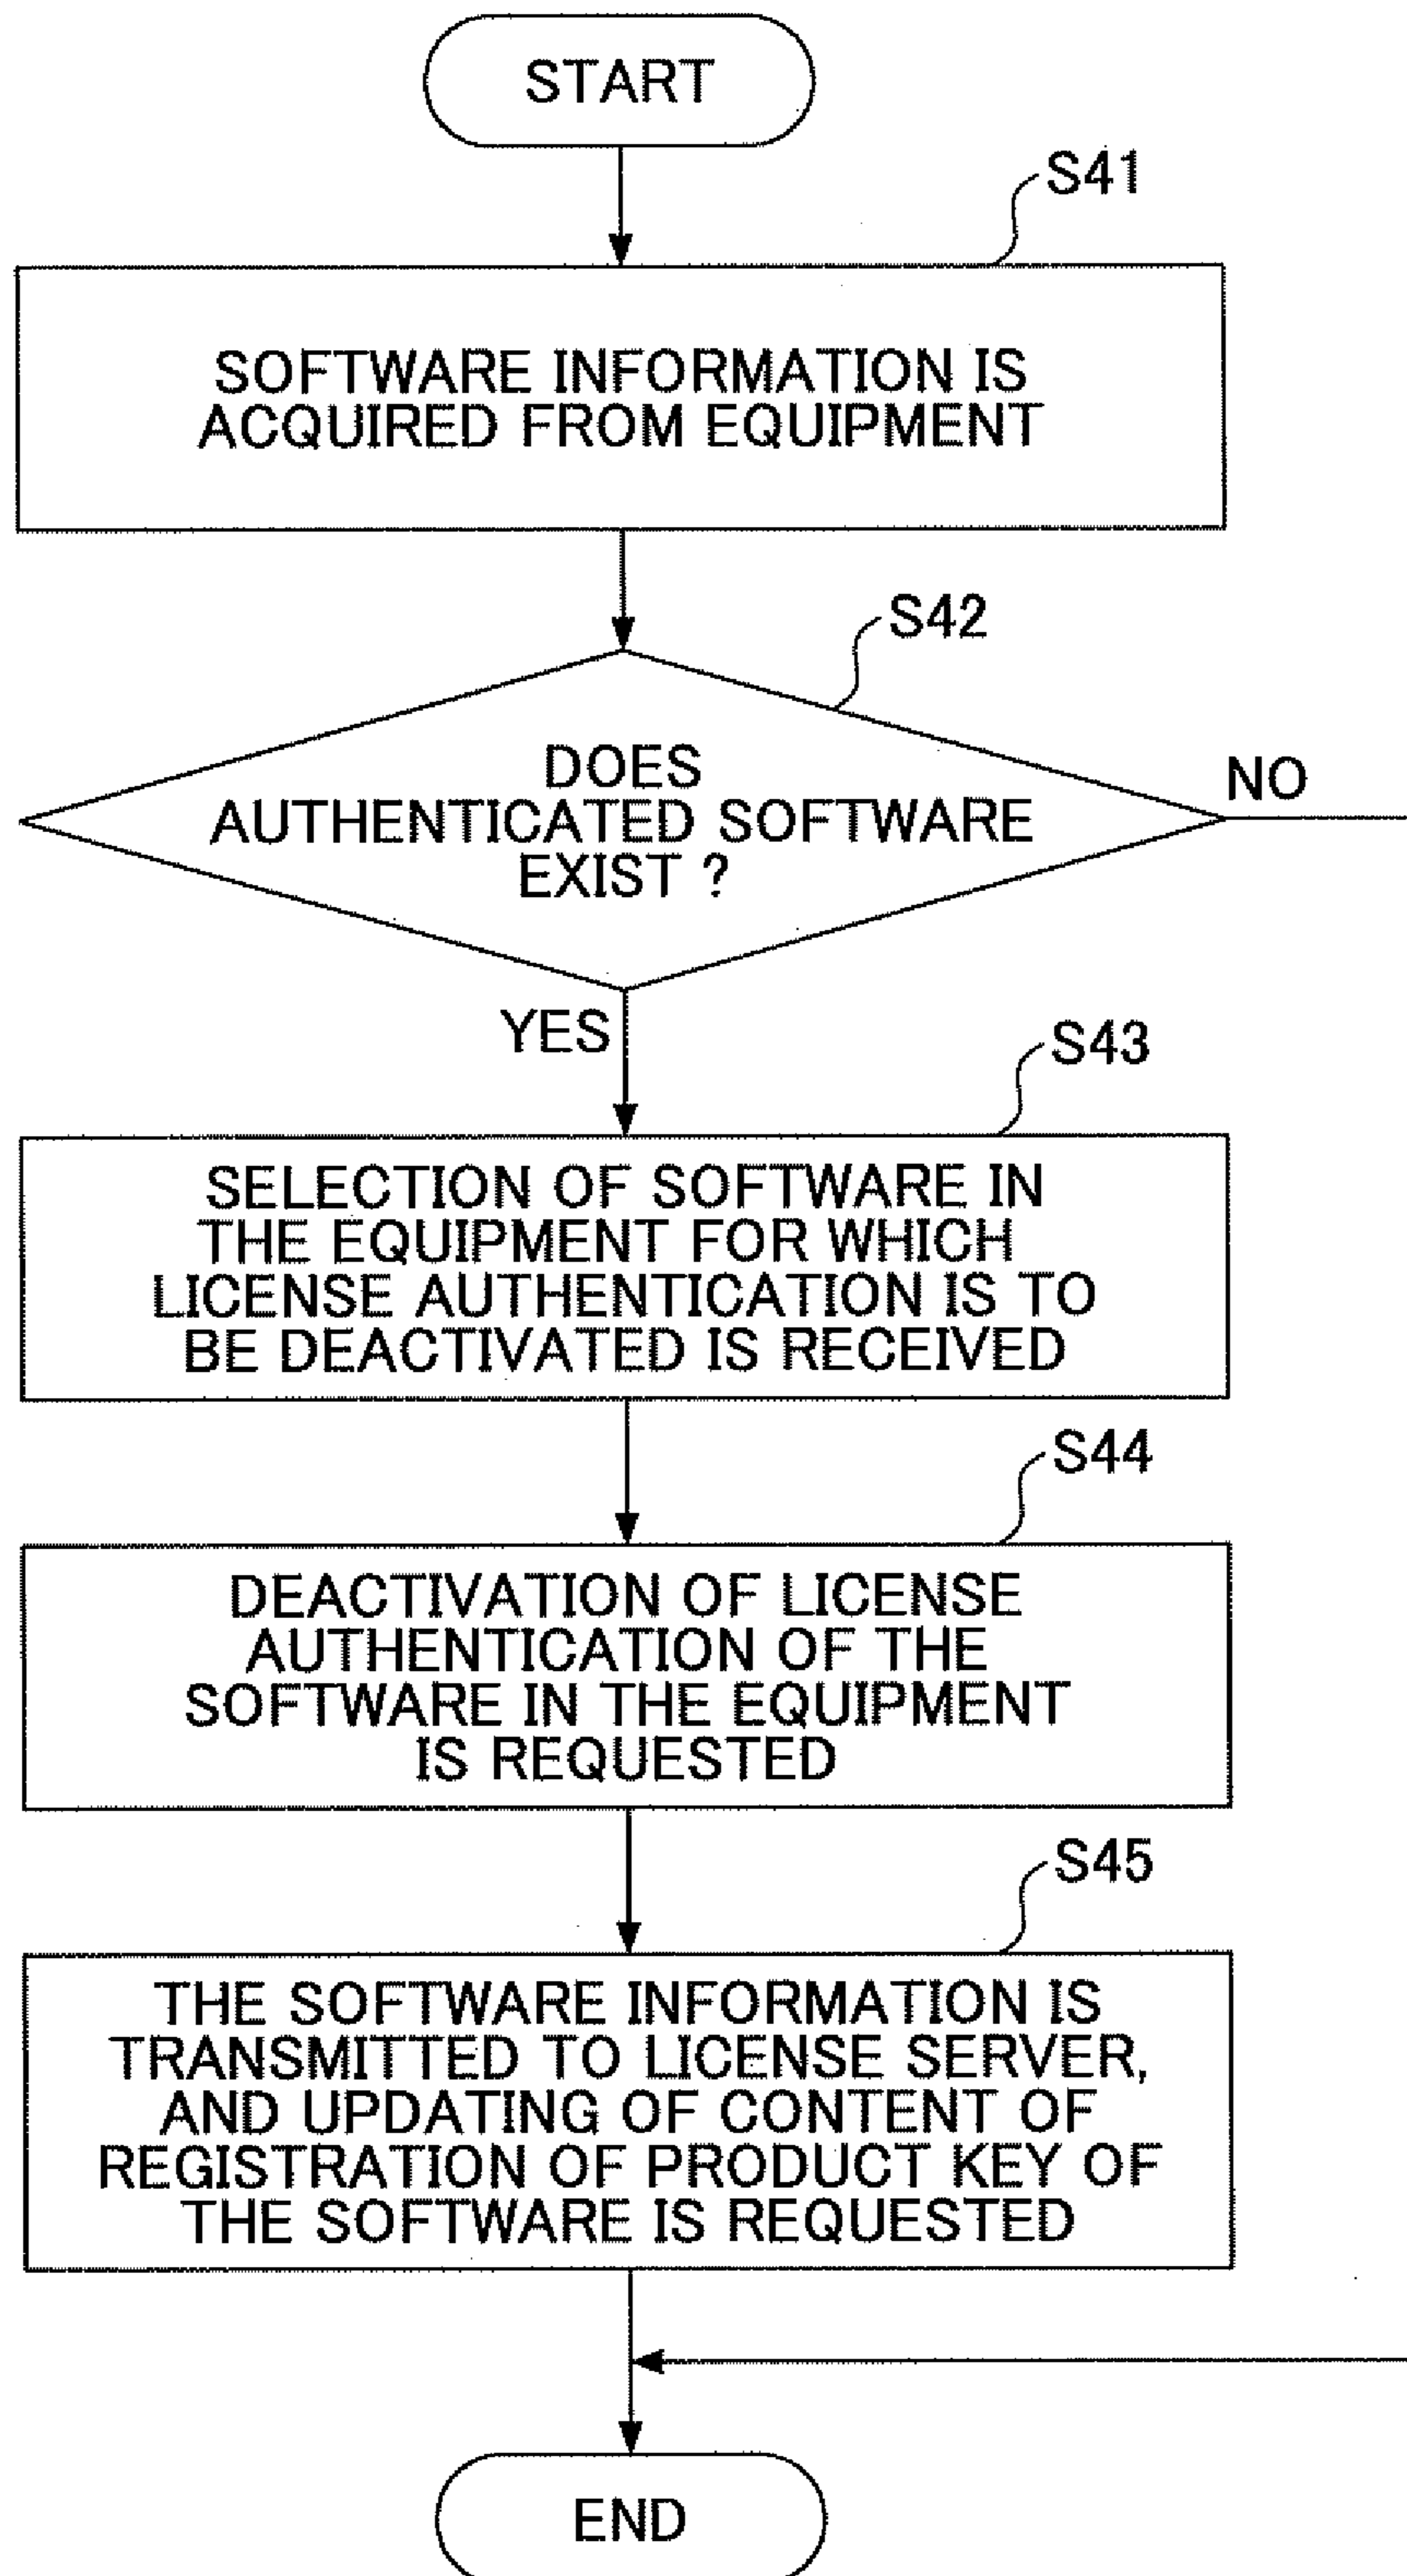 START
S41
SOFTWARE INFORMATION IS
ACQUIRED FROM EQUIPMENT
S42
DOES
AUTHENTICATED SOFTWARE
EXIST ?
NO
YES
S43
SELECTION OF SOFTWARE IN
THE EQUIPMENT FOR WHICH
LICENSE AUTHENTICATION IS TO
BE DEACTIVATED IS RECEIVED
S44
DEACTIVATION OF LICENSE
AUTHENTICATION OF THE
SOFTWARE IN THE EQUIPMENT
IS REQUESTED
S45
THE SOFTWARE INFORMATION IS
TRANSMITTED TO LICENSE SERVER,
AND UPDATING OF CONTENT OF
REGISTRATION OF PRODUCT KEY OF
THE SOFTWARE IS REQUESTED
END